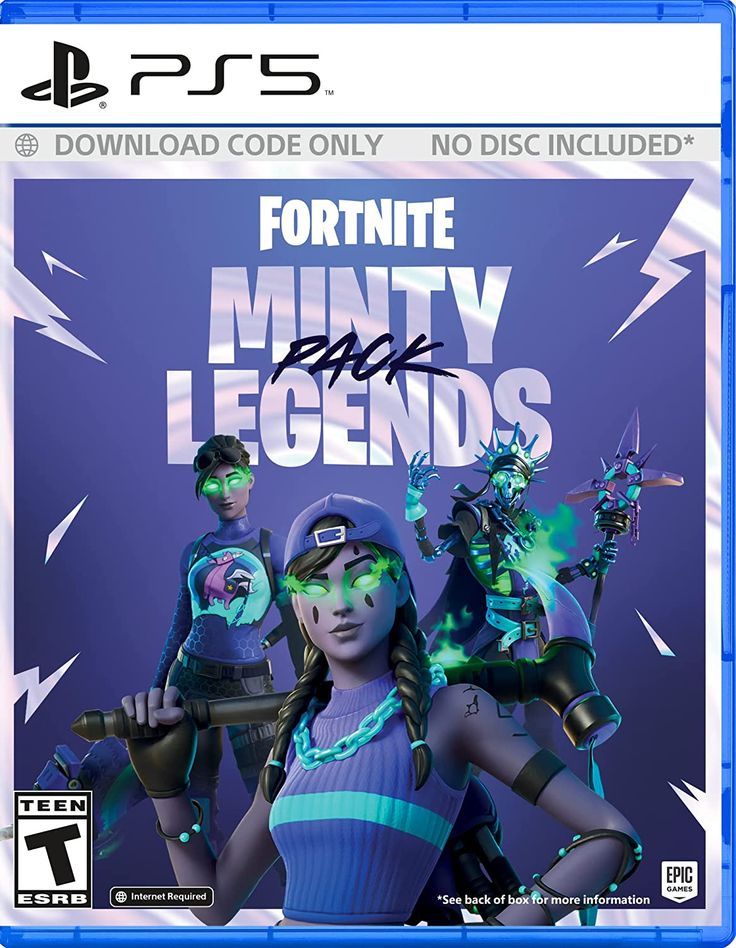 PS5™
DOWNLOAD CODE ONLY NO DISC INCLUDED*
FORTNITE
MINTY
PACK
LEGENDS
TEEN
T
ESRB
Internet Required
*See back of box for more information
EPIC
GAMES